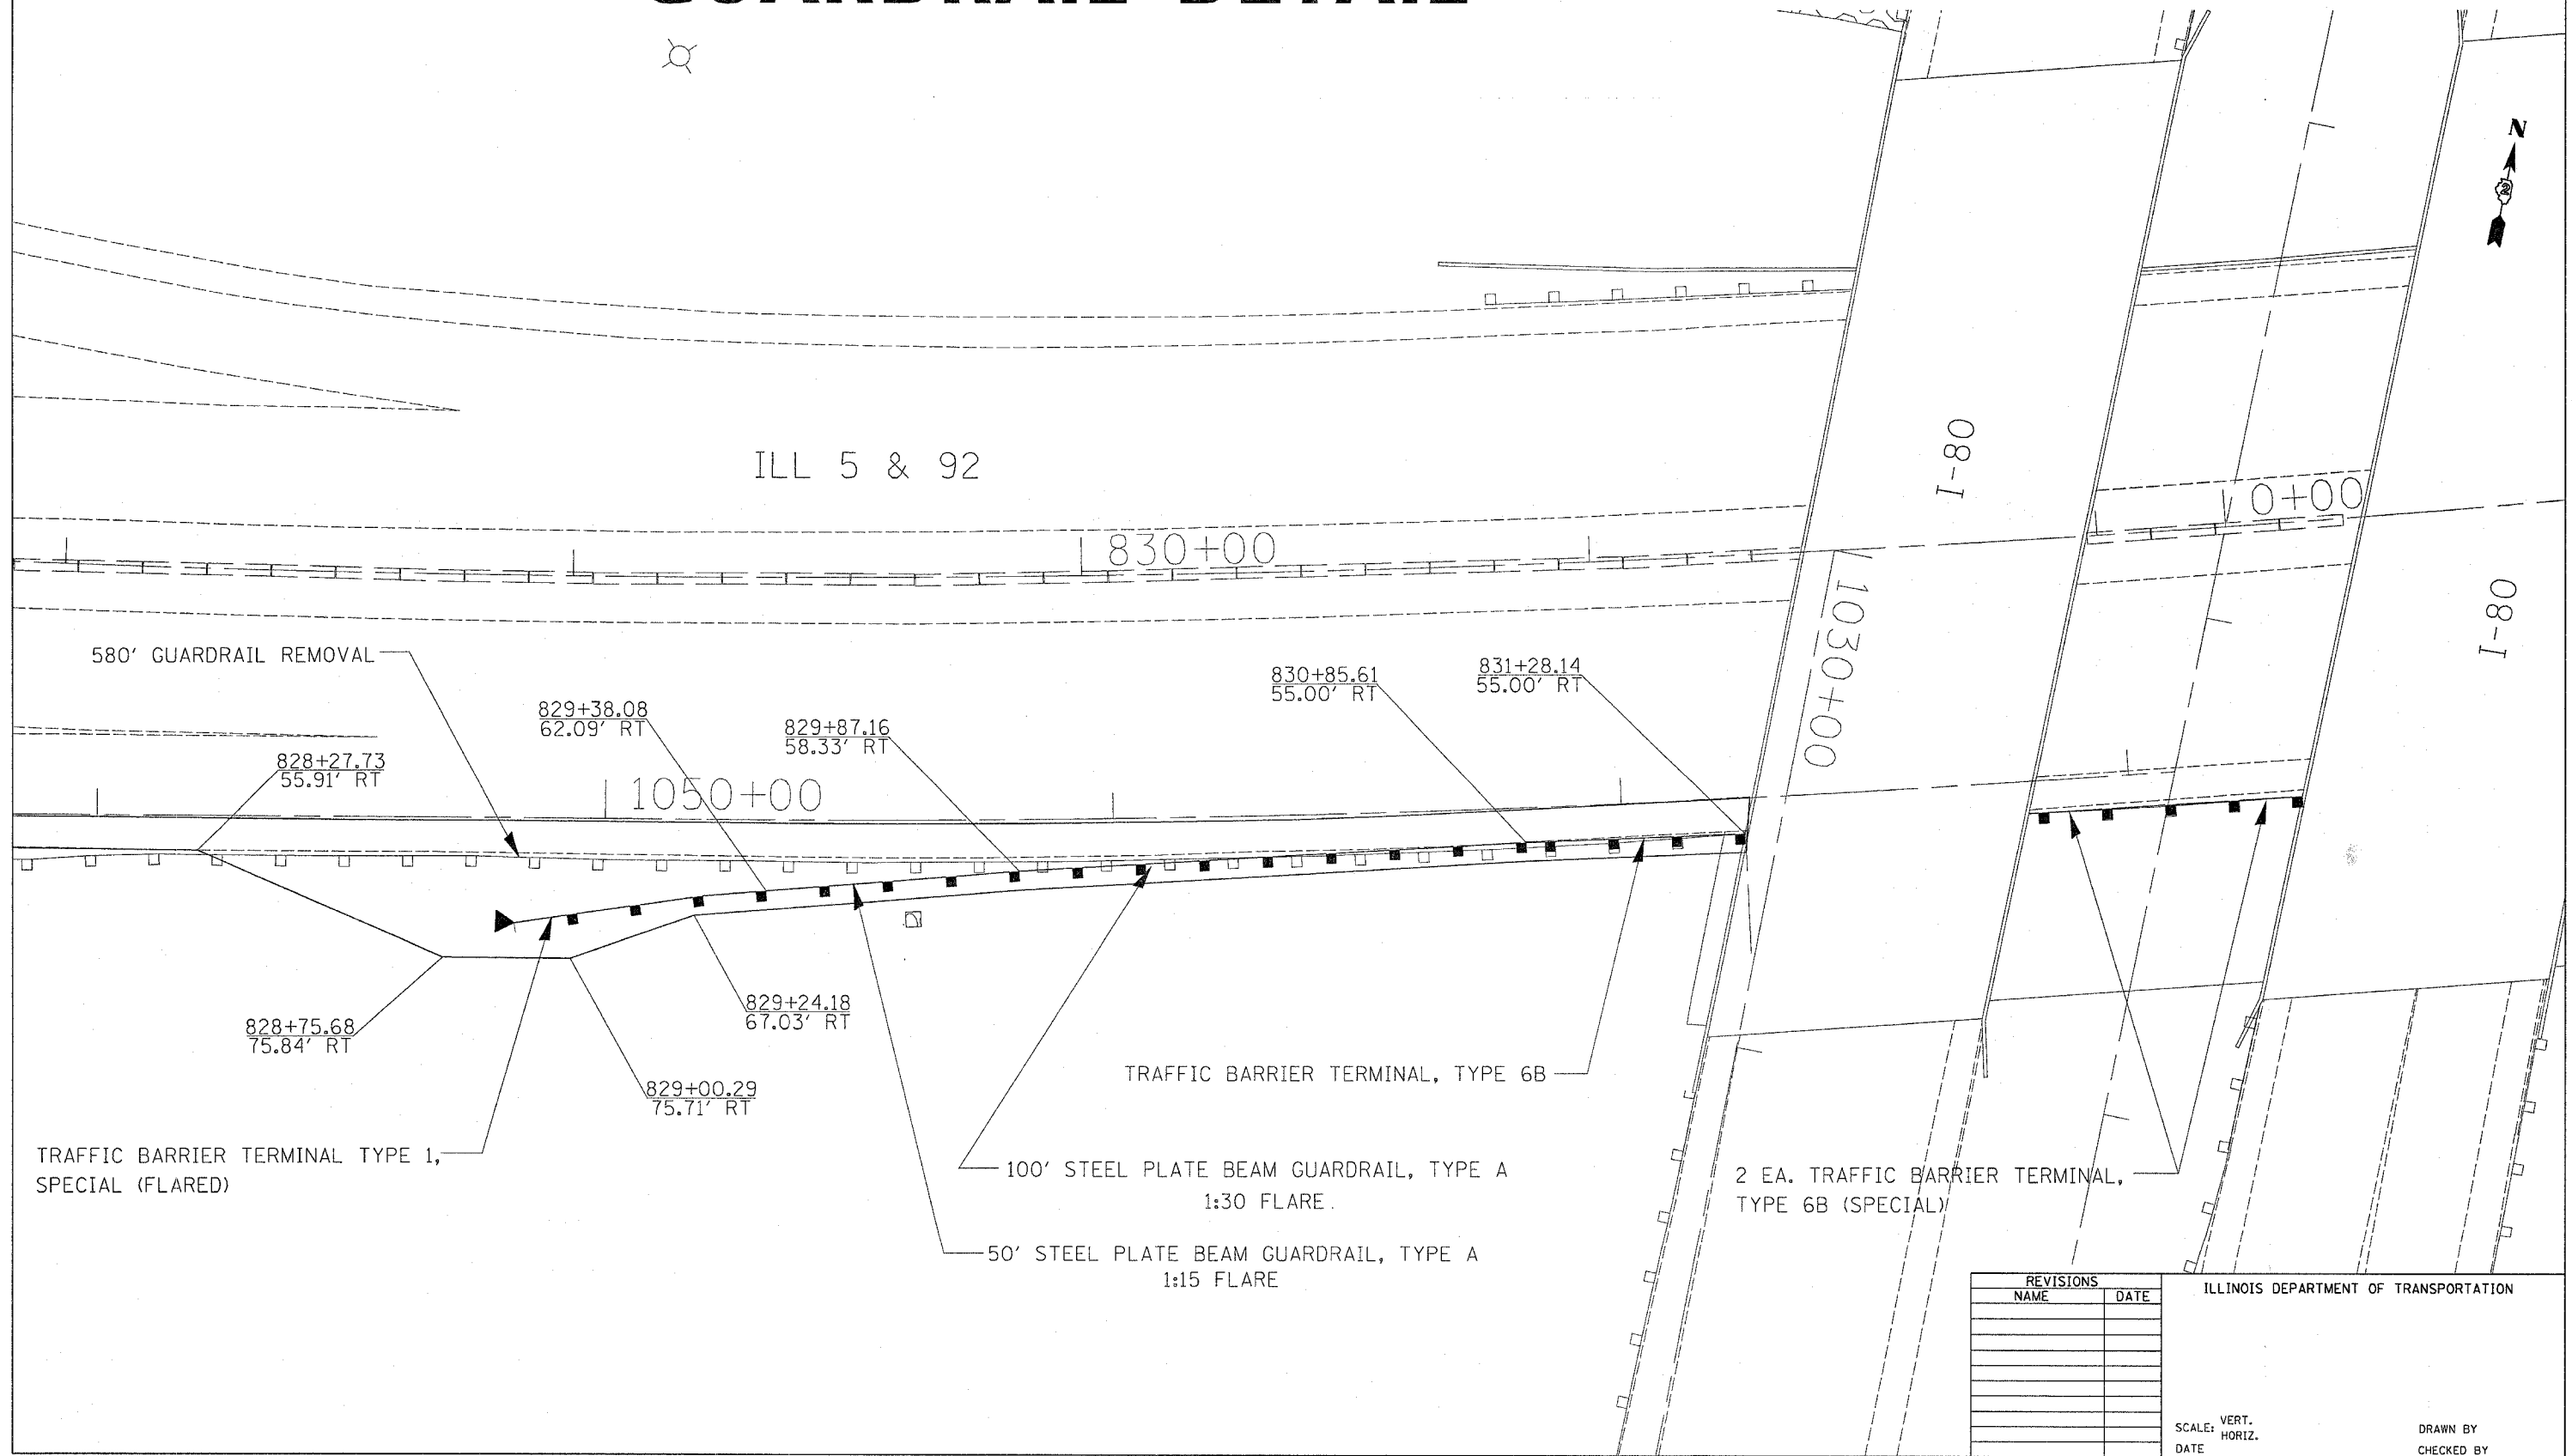 GUARDRAIL DETAIL
N
ILL 5 & 92
I-80
0+00
830+00
I-80
1030+00
580' GUARDRAIL REMOVAL
829+38.08
62.09' RT
829+87.16
58.33' RT
830+85.61
55.00' RT
831+28.14
55.00' RT
828+27.73
55.91' RT
1050+00
828+75.68
75.84' RT
829+24.18
67.03' RT
829+00.29
75.71' RT
TRAFFIC BARRIER TERMINAL, TYPE 6B
TRAFFIC BARRIER TERMINAL TYPE 1,
SPECIAL (FLARED)
100' STEEL PLATE BEAM GUARDRAIL, TYPE A
1:30 FLARE
2 EA. TRAFFIC BARRIER TERMINAL,
TYPE 6B (SPECIAL)
50' STEEL PLATE BEAM GUARDRAIL, TYPE A
1:15 FLARE
REVISIONS
NAME DATE
ILLINOIS DEPARTMENT OF TRANSPORTATION
SCALE: VERT.
HORIZ.
DATE
DRAWN BY
CHECKED BY